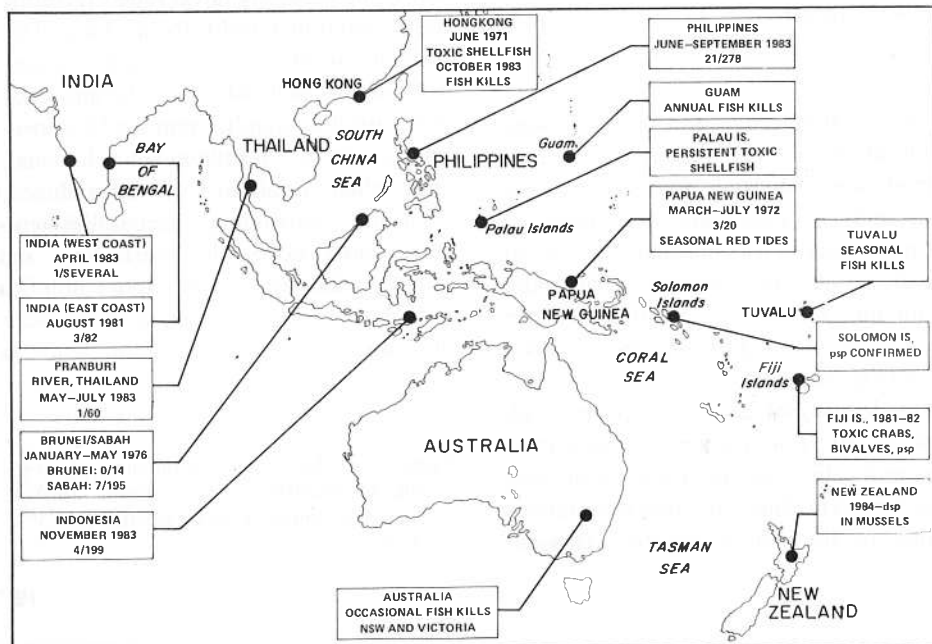 HONGKONG
JUNE 1971
TOXIC SHELLFISH
OCTOBER 1983
FISH KILLS
PHILIPPINES
JUNE–SEPTEMBER 1983
21/278
GUAM
ANNUAL FISH KILLS
PALAU IS.
PERSISTENT TOXIC
SHELLFISH
PAPUA NEW GUINEA
MARCH–JULY 1972
3/20
SEASONAL RED TIDES
TUVALU
SEASONAL
FISH KILLS
SOLOMON IS,
psp CONFIRMED
FIJI IS., 1981–82
TOXIC CRABS,
BIVALVES, psp
NEW ZEALAND
1984–dsp
IN MUSSELS
AUSTRALIA
OCCASIONAL FISH KILLS
NSW AND VICTORIA
INDIA (WEST COAST)
APRIL 1983
1/SEVERAL
INDIA (EAST COAST)
AUGUST 1981
3/82
PRANBURI
RIVER, THAILAND
MAY–JULY 1983
1/60
BRUNEI/SABAH
JANUARY–MAY 1976
BRUNEI: 0/14
SABAH: 7/195
INDONESIA
NOVEMBER 1983
4/199
INDIA
HONG KONG
BAY
OF
BENGAL
THAILAND
SOUTH
CHINA
SEA
PHILIPPINES
Guam.
Palau Islands
PAPUA
NEW GUINEA
Solomon
Islands
TUVALU
CORAL
SEA
Fiji
Islands
AUSTRALIA
TASMAN
SEA
NEW
ZEALAND